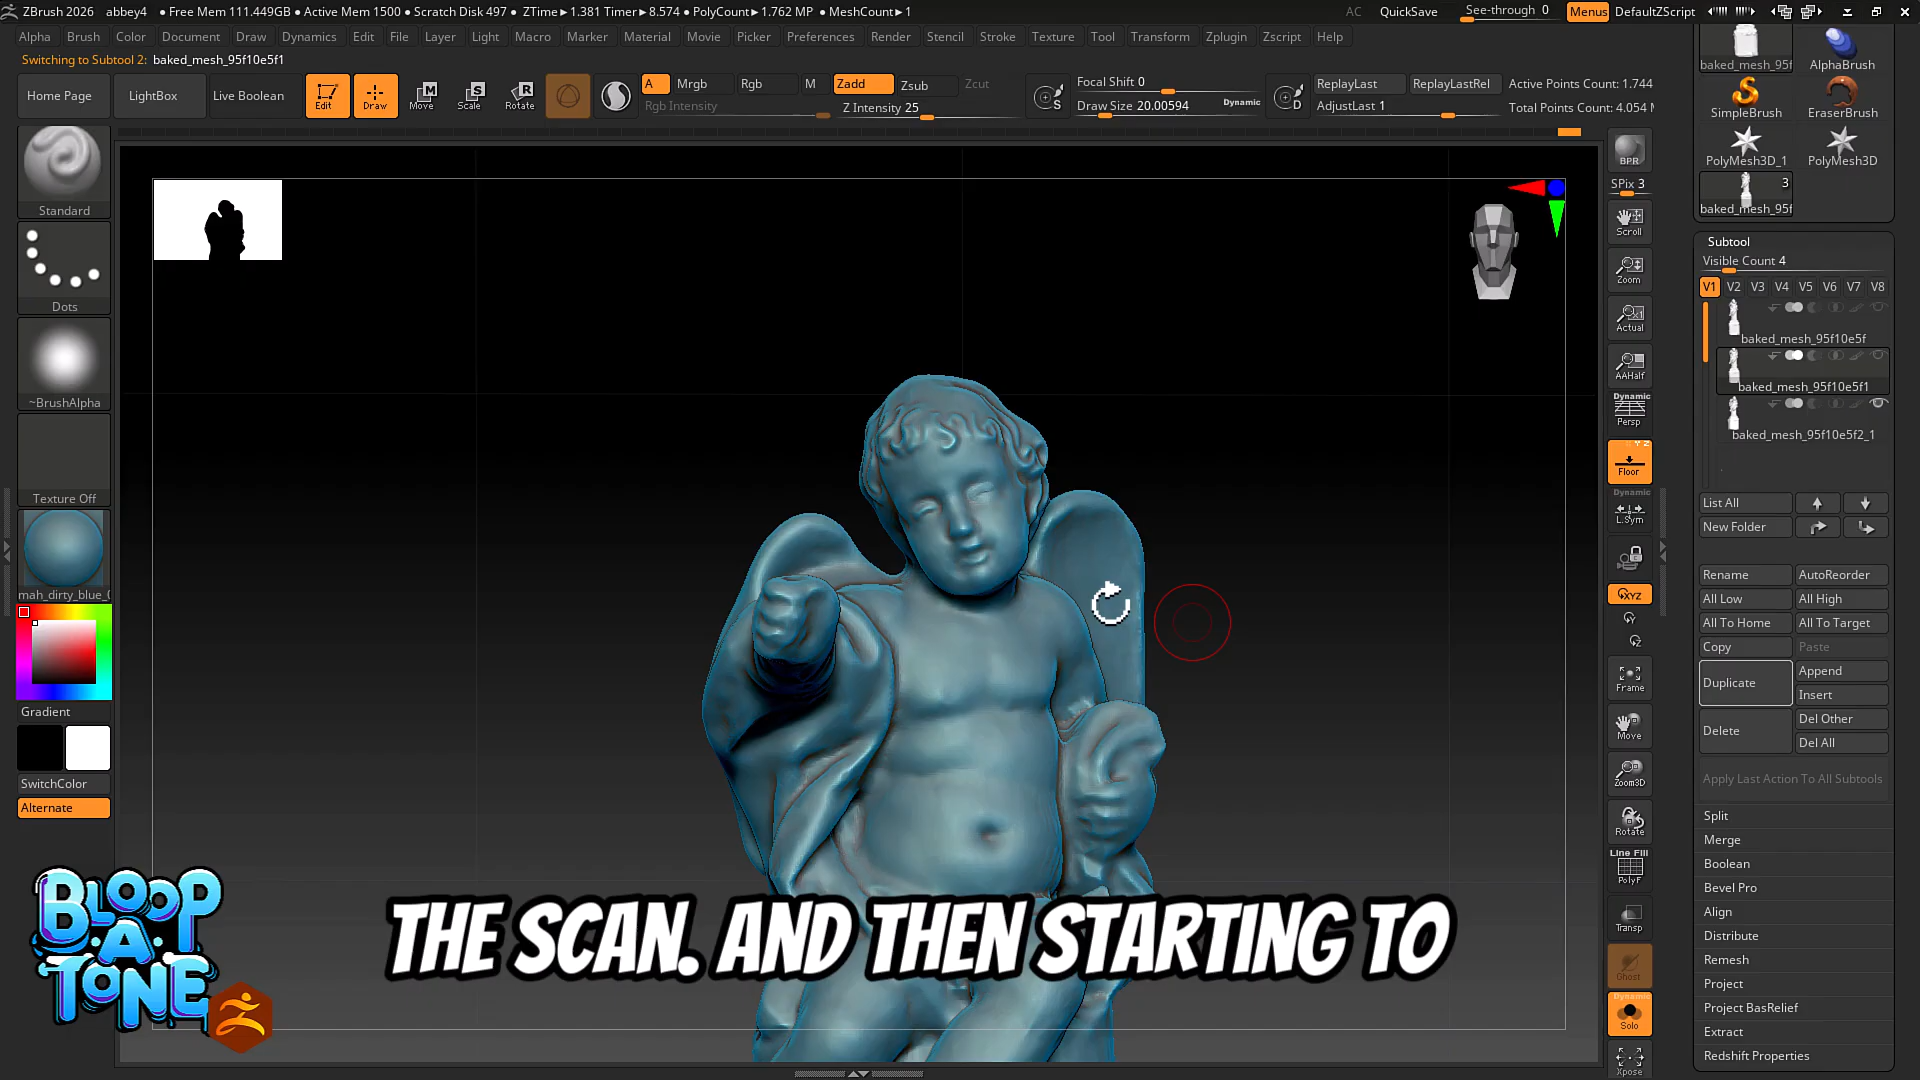 ZBrush 2026 abbey4 ● Free Mem 111.449GB ● Active Mem 1500 ● Scratch Disk 497 ● ZTime▸1.381 Timer▸8.574 ● PolyCount▸1.762 MP ● MeshCount▸1 AC QuickSave See-through 0 Menus DefaultZScript
Alpha Brush Color Document Draw Dynamics Edit File Layer Light Macro Marker Material Movie Picker Preferences Render Stencil Stroke Texture Tool Transform Zplugin Zscript Help
Switching to Subtool 2: baked_mesh_95f10e5f1
Home Page LightBox Live Boolean Edit Draw Move Scale Rotate
A Mrgb Rgb M Zadd Zsub Zcut
Rgb Intensity Z Intensity 25
Focal Shift 0
Draw Size 20.00594 Dynamic
ReplayLast ReplayLastRel Active Points Count: 1.744
AdjustLast 1 Total Points Count: 4.054 M
Standard
Dots
~BrushAlpha
Texture Off
mah_dirty_blue_
Gradient
SwitchColor
Alternate
BLOOP
·A·
TONE
THE SCAN. AND THEN STARTING TO
BPR
SPix 3
Scroll
Zoom
Actual
AAHalf
Dynamic
Persp
Floor
Dynamic
L.Sym
XYZ
Frame
Move
Zoom3D
Rotate
Line Fill
PolyF
Transp
Ghost
Dynamic
Solo
Xpose
baked_mesh_95f AlphaBrush
SimpleBrush EraserBrush
PolyMesh3D_1 PolyMesh3D
3
baked_mesh_95f
Subtool
Visible Count 4
V1 V2 V3 V4 V5 V6 V7 V8
baked_mesh_95f10e5f
baked_mesh_95f10e5f1
baked_mesh_95f10e5f2_1
List All
New Folder
Rename AutoReorder
All Low All High
All To Home All To Target
Copy Paste
Duplicate Append
Insert
Delete Del Other
Del All
Apply Last Action To All Subtools
Split
Merge
Boolean
Bevel Pro
Align
Distribute
Remesh
Project
Project BasRelief
Extract
Redshift Properties